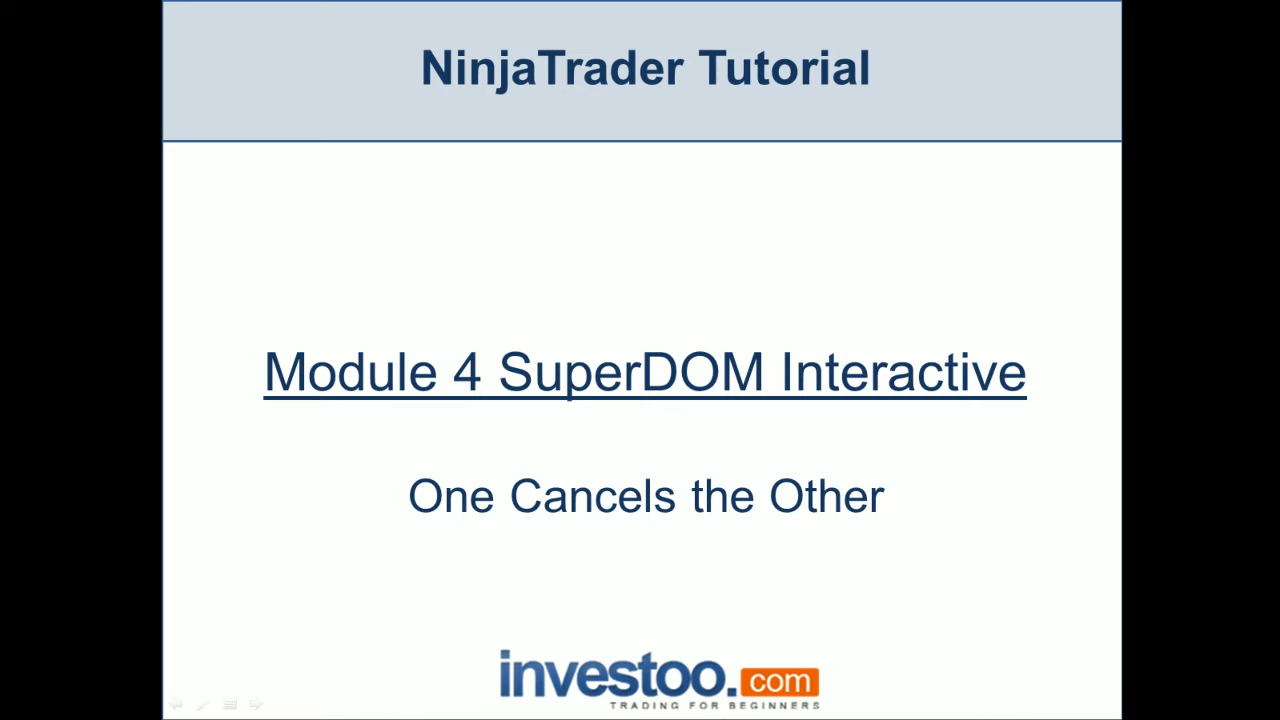 NinjaTrader Tutorial
Module 4 SuperDOM Interactive
One Cancels the Other
investoo.com
TRADING FOR BEGINNERS